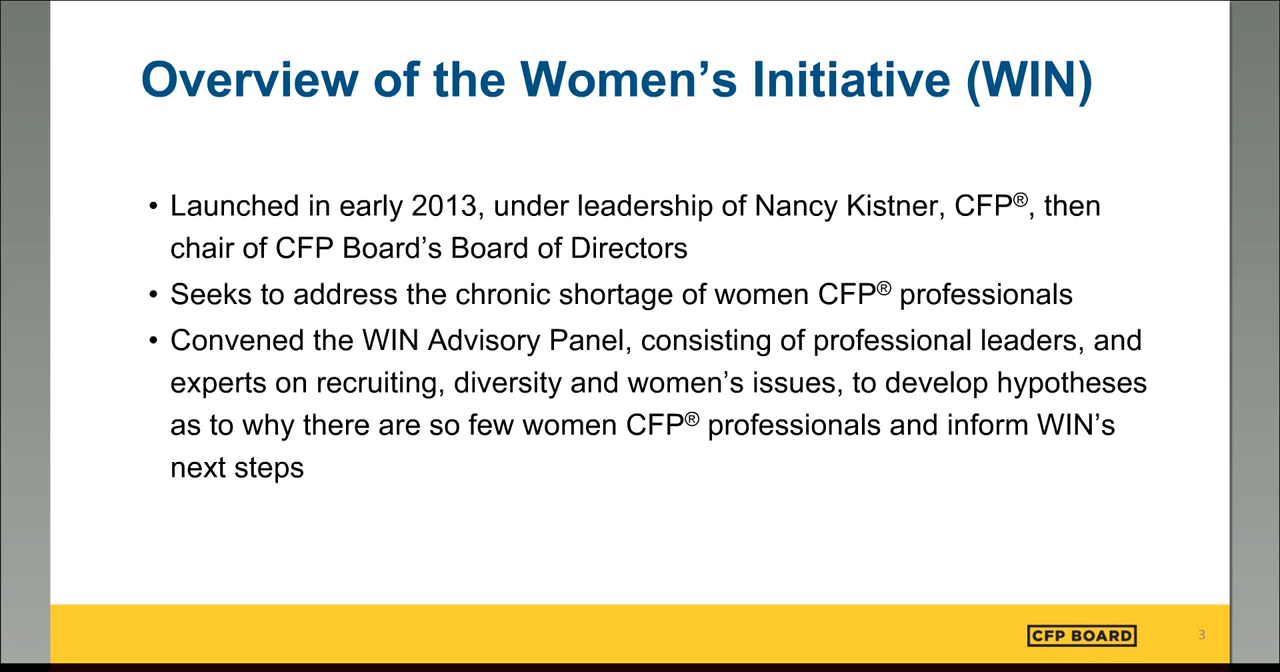 Overview of the Women’s Initiative (WIN)
• Launched in early 2013, under leadership of Nancy Kistner, CFP®, then
chair of CFP Board’s Board of Directors
• Seeks to address the chronic shortage of women CFP® professionals
• Convened the WIN Advisory Panel, consisting of professional leaders, and
experts on recruiting, diversity and women’s issues, to develop hypotheses
as to why there are so few women CFP® professionals and inform WIN’s
next steps
CFP BOARD
3